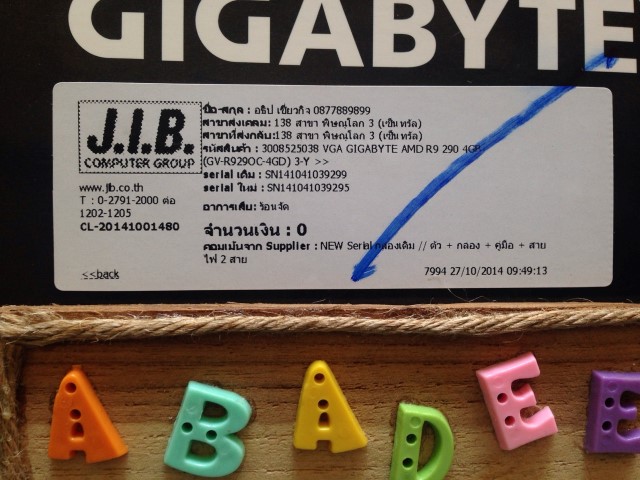 GIGABYTE
J.I.B.
COMPUTER GROUP
www.jib.co.th
T : 0-2791-2000 ต่อ
1202-1205
CL-20141001480
<<back
ชื่อ-สกุล : อธิป เขี้ยวกิจ 0877889899
สาขาส่งเคลม: 138 สาขา พิษณุโลก 3 (เซ็นทรัล)
สาขาที่ส่งกลับ:138 สาขา พิษณุโลก 3 (เซ็นทรัล)
รหัสสินค้า : 3008525038 VGA GIGABYTE AMD R9 290 4GB
(GV-R929OC-4GD) 3-Y >>
serial เดิม : SN141041039299
serial ใหม่ : SN141041039295
อาการเสีย: ร้อนจัด
จำนวนเงิน : 0
คอมเม้นจาก Supplier : NEW Serial กล่องเดิม // ตัว + กล่อง + คู่มือ + สาย
ไฟ 2 สาย
7994 27/10/2014 09:49:13
A B A D E B